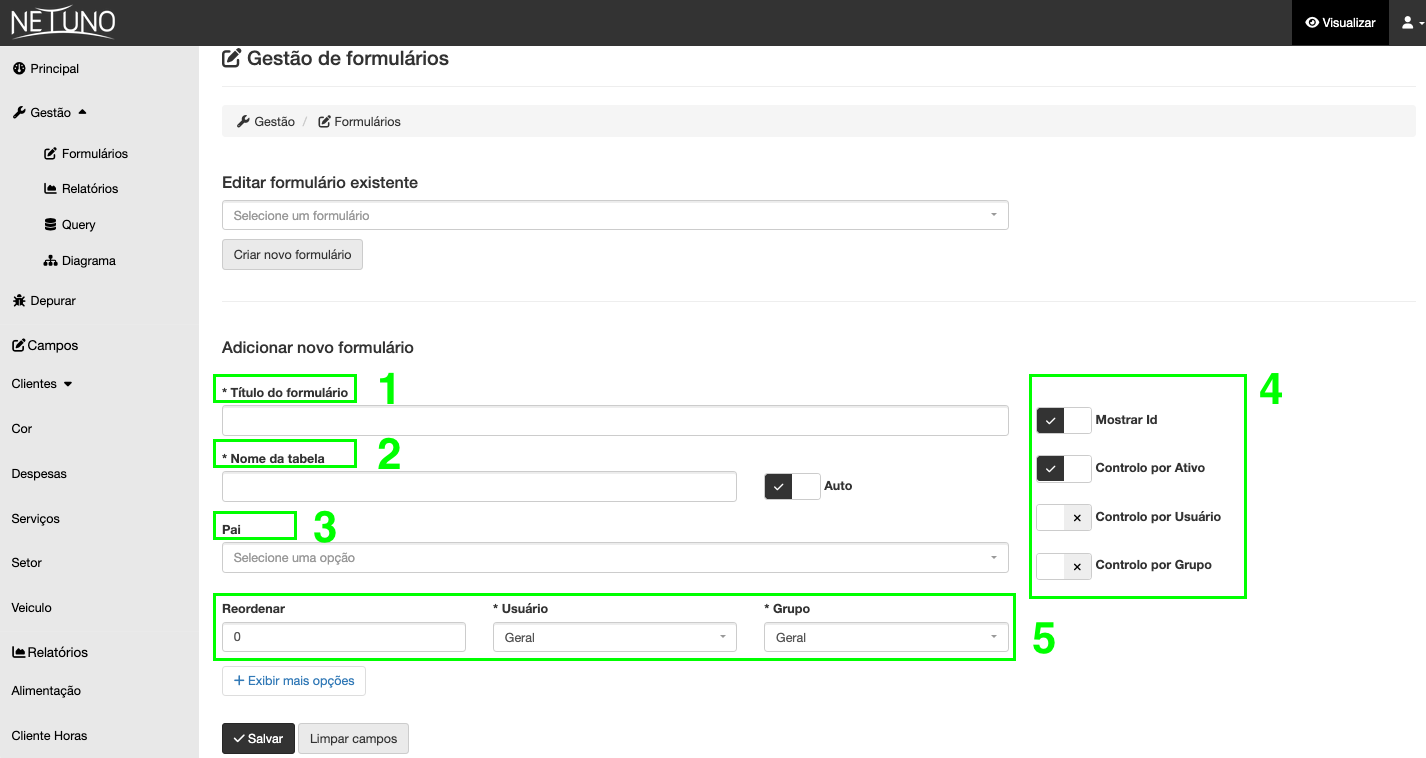 NETUNO
Visualizar
Principal
Gestão
Formulários
Relatórios
Query
Diagrama
Depurar
Campos
Clientes
Cor
Despesas
Serviços
Setor
Veiculo
Relatórios
Alimentação
Cliente Horas
Gestão de formulários
Gestão / Formulários
Editar formulário existente
Selecione um formulário
Criar novo formulário
Adicionar novo formulário
* Título do formulário 1
* Nome da tabela 2
Auto
Pai 3
Selecione uma opção
4
Mostrar Id
Controlo por Ativo
Controlo por Usuário
Controlo por Grupo
Reordenar * Usuário * Grupo
0 Geral Geral 5
+ Exibir mais opções
Salvar Limpar campos